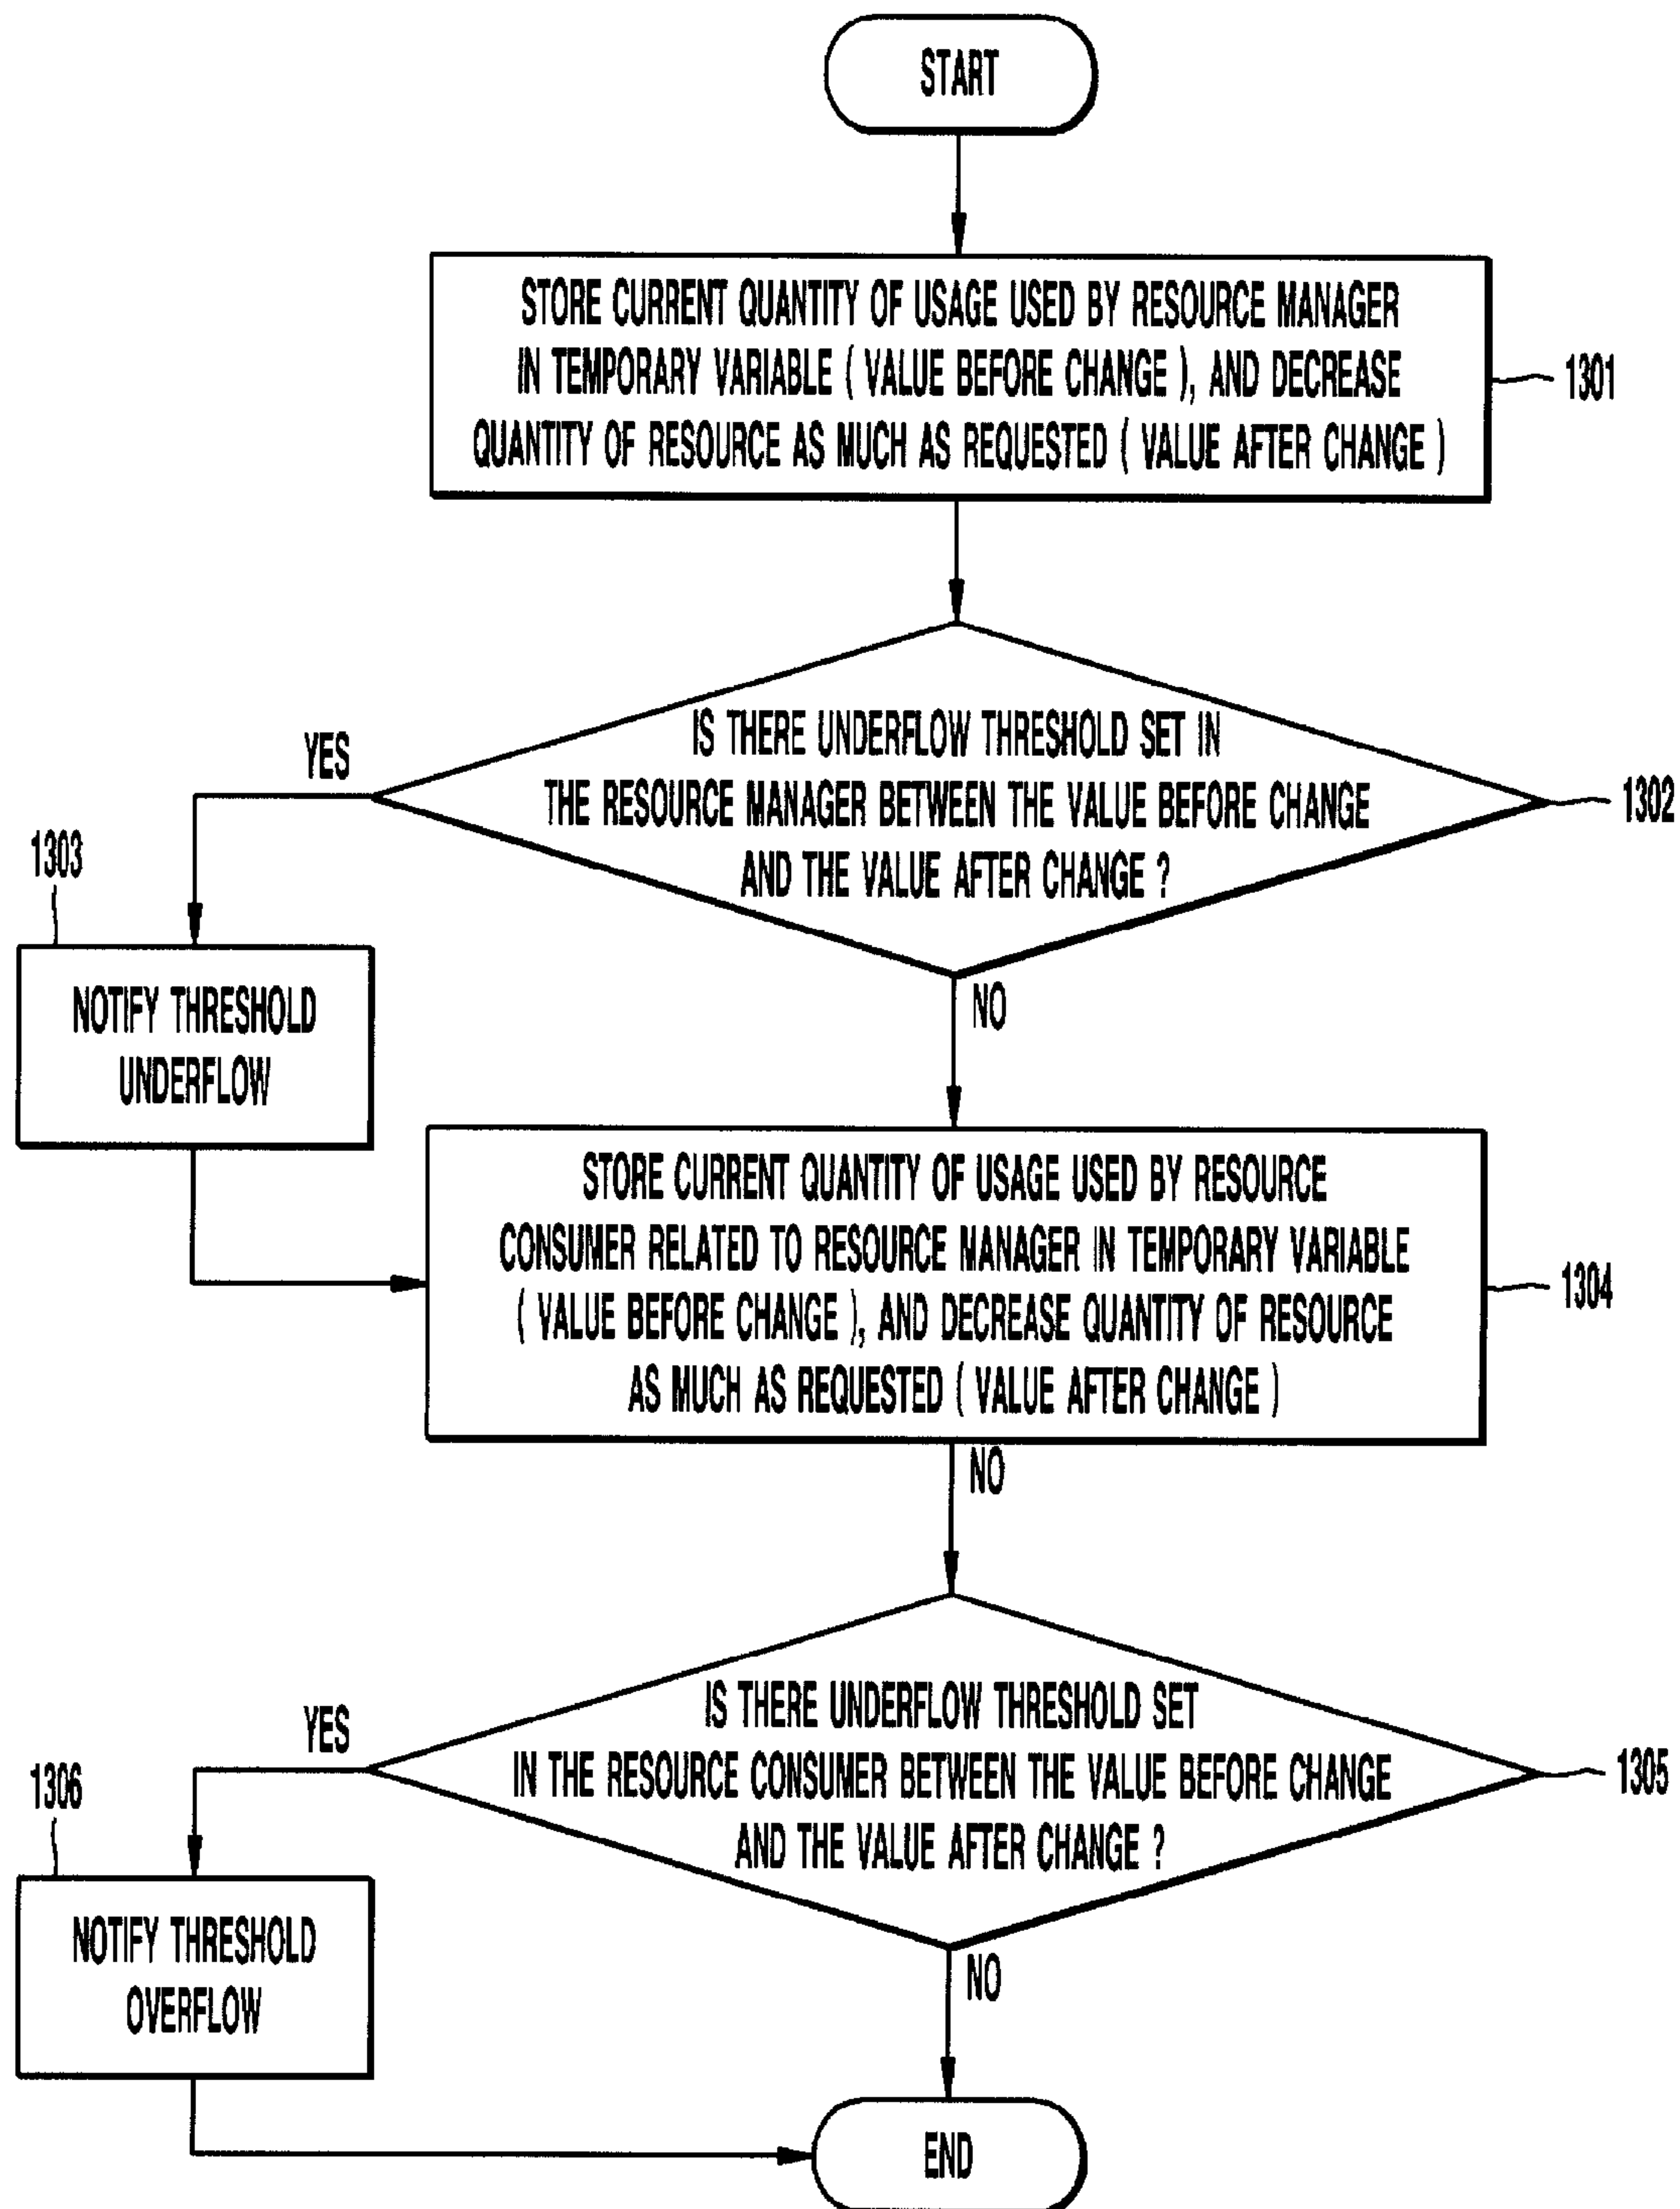 START
STORE CURRENT QUANTITY OF USAGE USED BY RESOURCE MANAGER
IN TEMPORARY VARIABLE ( VALUE BEFORE CHANGE ), AND DECREASE
QUANTITY OF RESOURCE AS MUCH AS REQUESTED ( VALUE AFTER CHANGE )
1301
IS THERE UNDERFLOW THRESHOLD SET IN
THE RESOURCE MANAGER BETWEEN THE VALUE BEFORE CHANGE
AND THE VALUE AFTER CHANGE ?
1302
YES
1303
NOTIFY THRESHOLD
UNDERFLOW
NO
STORE CURRENT QUANTITY OF USAGE USED BY RESOURCE
CONSUMER RELATED TO RESOURCE MANAGER IN TEMPORARY VARIABLE
( VALUE BEFORE CHANGE ), AND DECREASE QUANTITY OF RESOURCE
AS MUCH AS REQUESTED ( VALUE AFTER CHANGE )
1304
NO
IS THERE UNDERFLOW THRESHOLD SET
IN THE RESOURCE CONSUMER BETWEEN THE VALUE BEFORE CHANGE
AND THE VALUE AFTER CHANGE ?
1305
YES
1306
NOTIFY THRESHOLD
OVERFLOW
NO
END